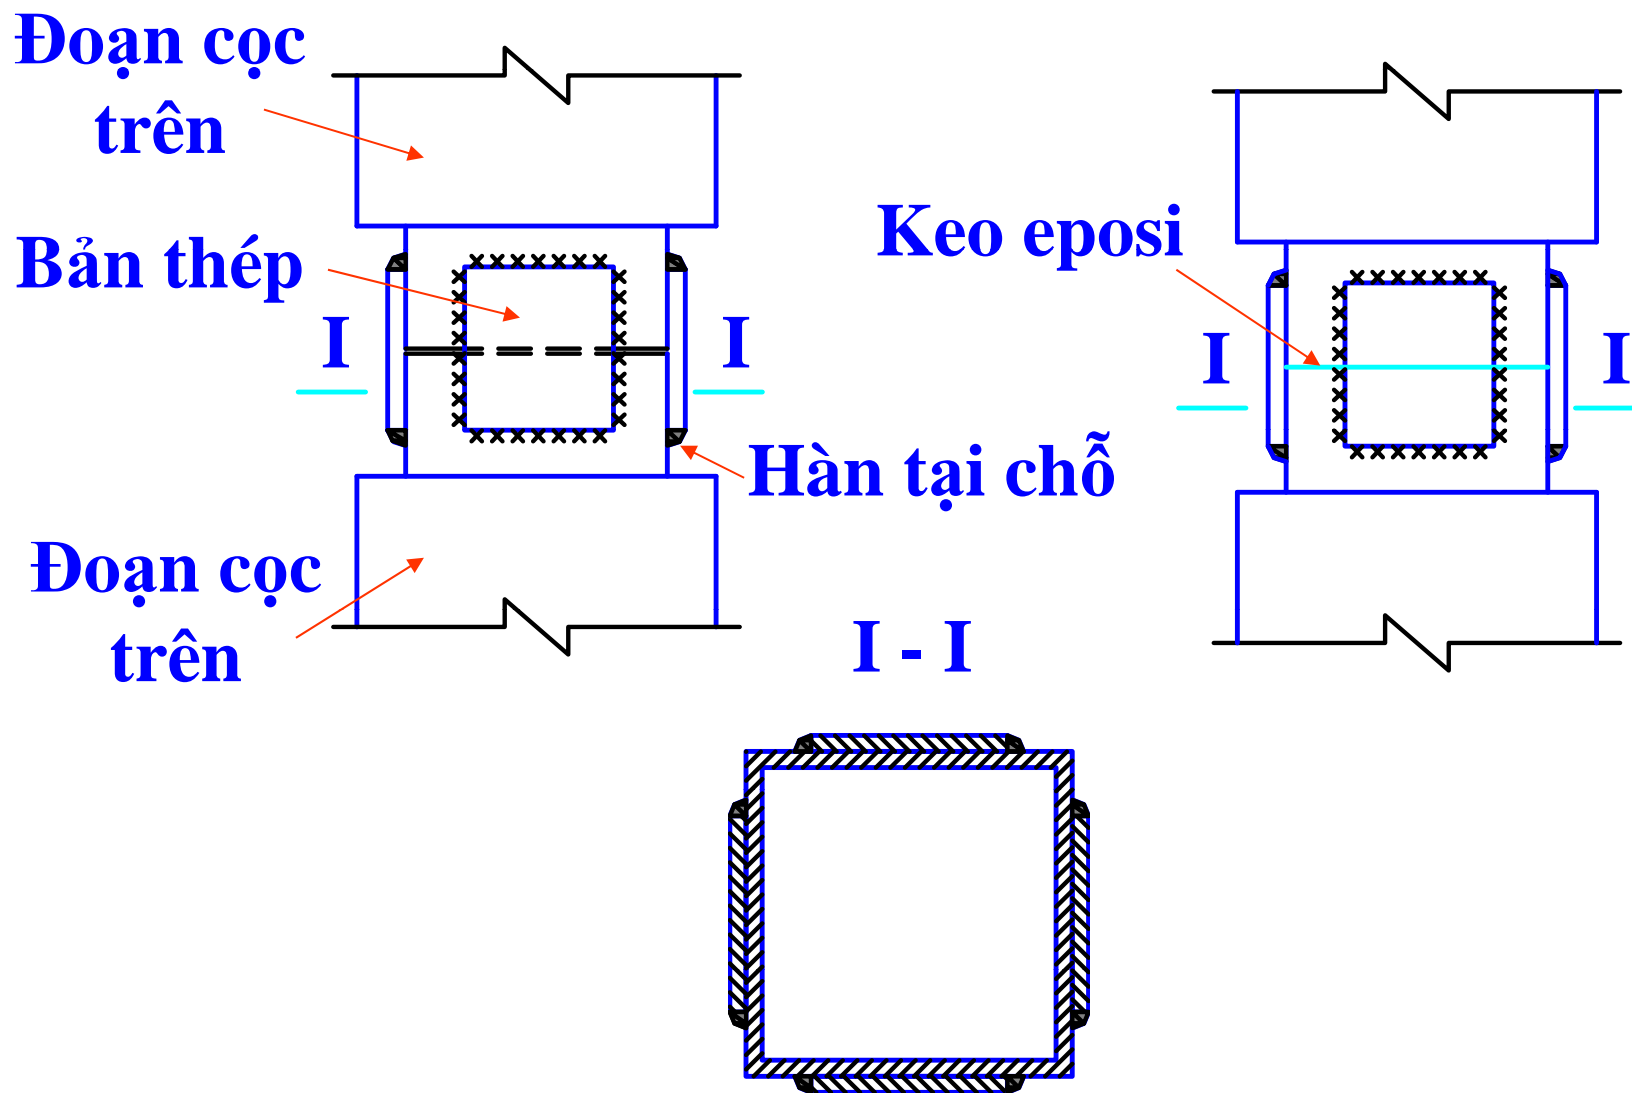 Đoạn cọc
trên
Bản thép
Keo eposi
I
I
I
I
Hàn tại chỗ
Đoạn cọc
trên
I - I